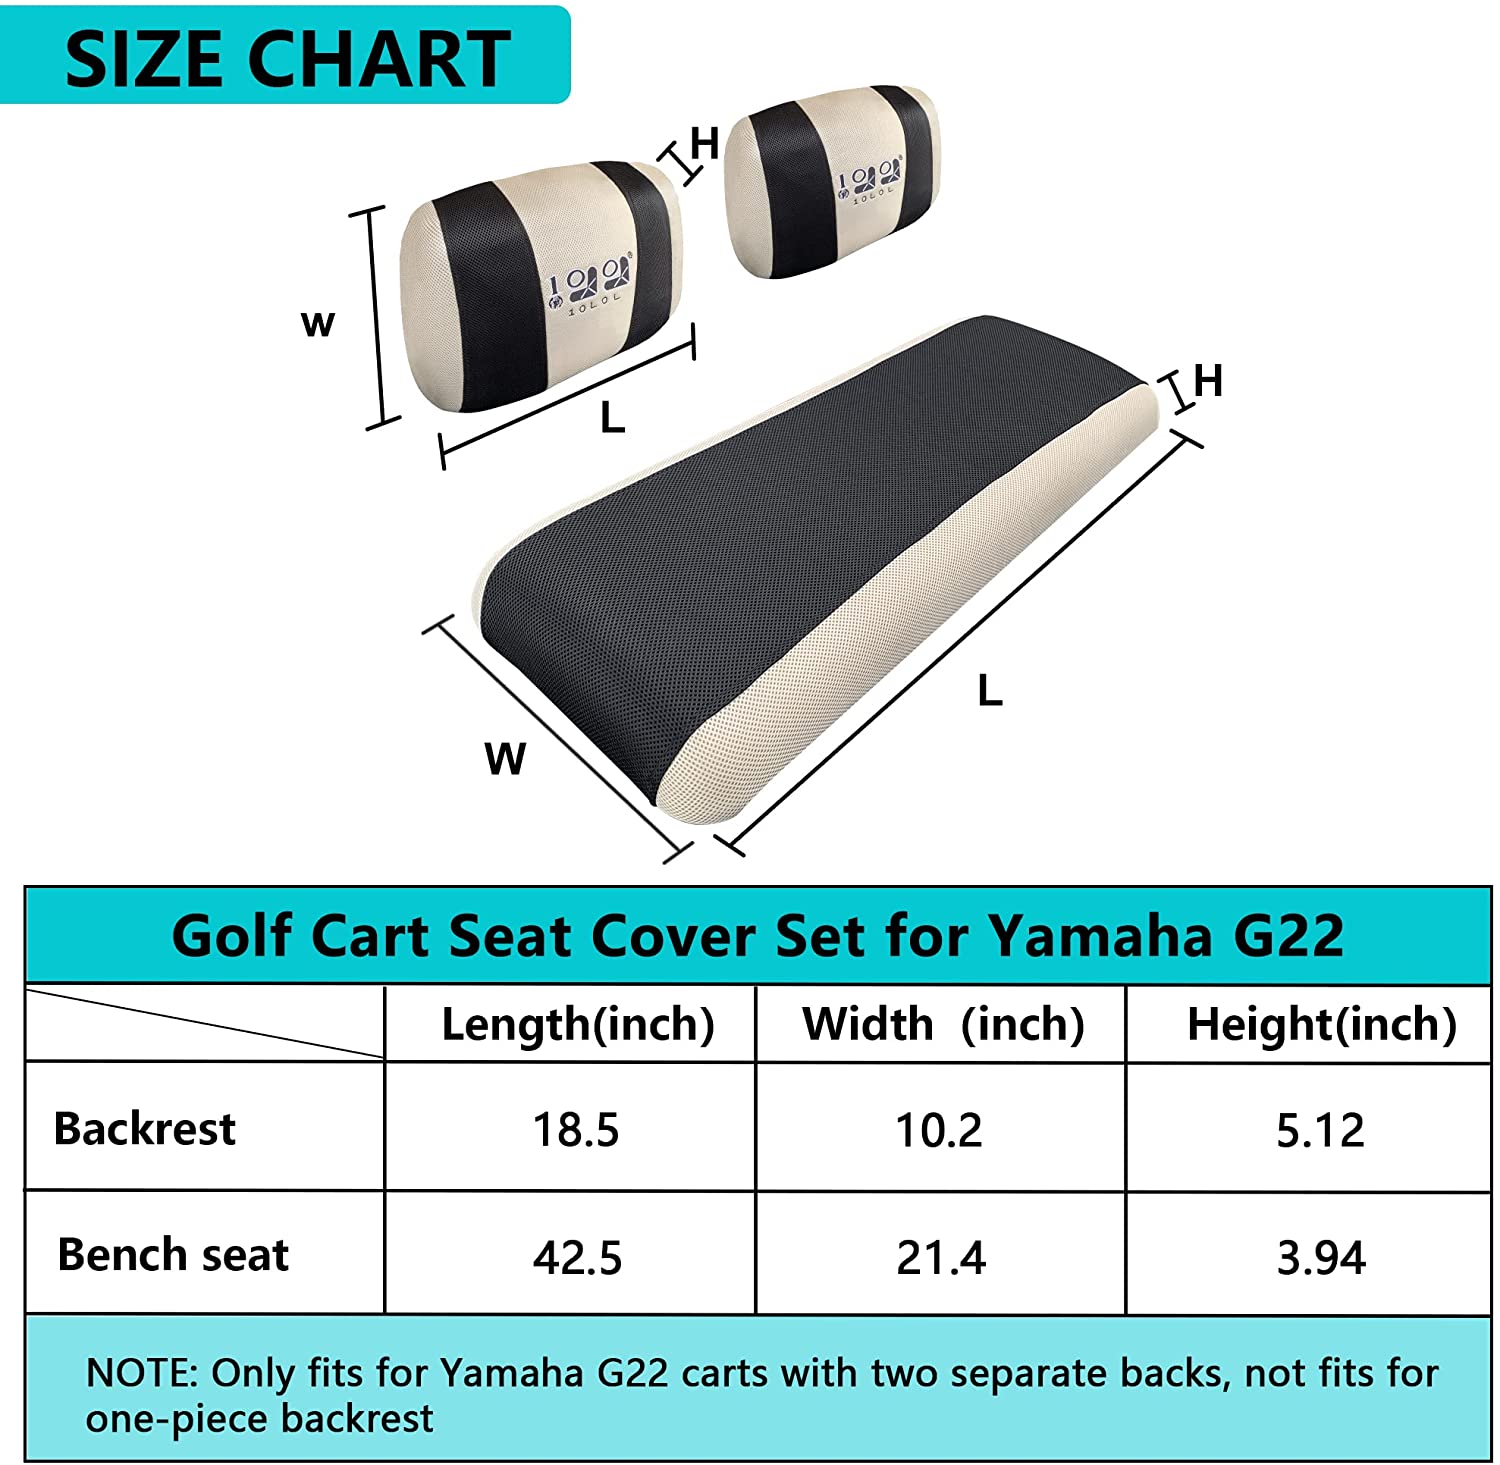 SIZE CHART
H
W
L
10LOL
10LOL
H
W
L
Golf Cart Seat Cover Set for Yamaha G22
Length(inch) Width (inch) Height(inch)
Backrest 18.5 10.2 5.12
Bench seat 42.5 21.4 3.94
NOTE: Only fits for Yamaha G22 carts with two separate backs, not fits for
one-piece backrest